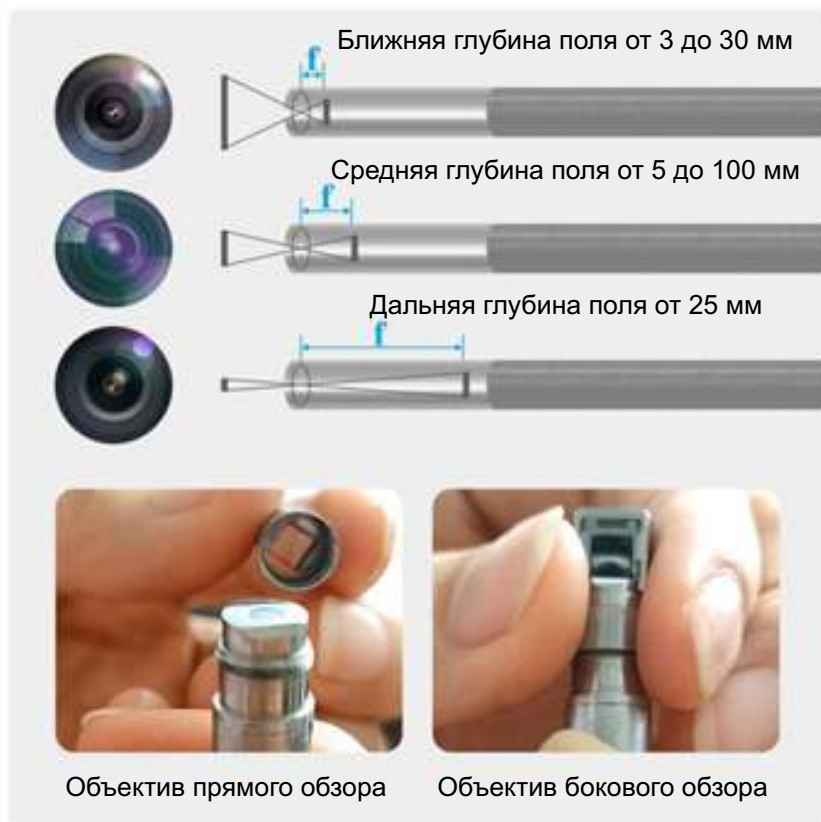 Ближняя глубина поля от 3 до 30 мм
f
Средняя глубина поля от 5 до 100 мм
f
Дальняя глубина поля от 25 мм
f
Объектив прямого обзора
Объектив бокового обзора